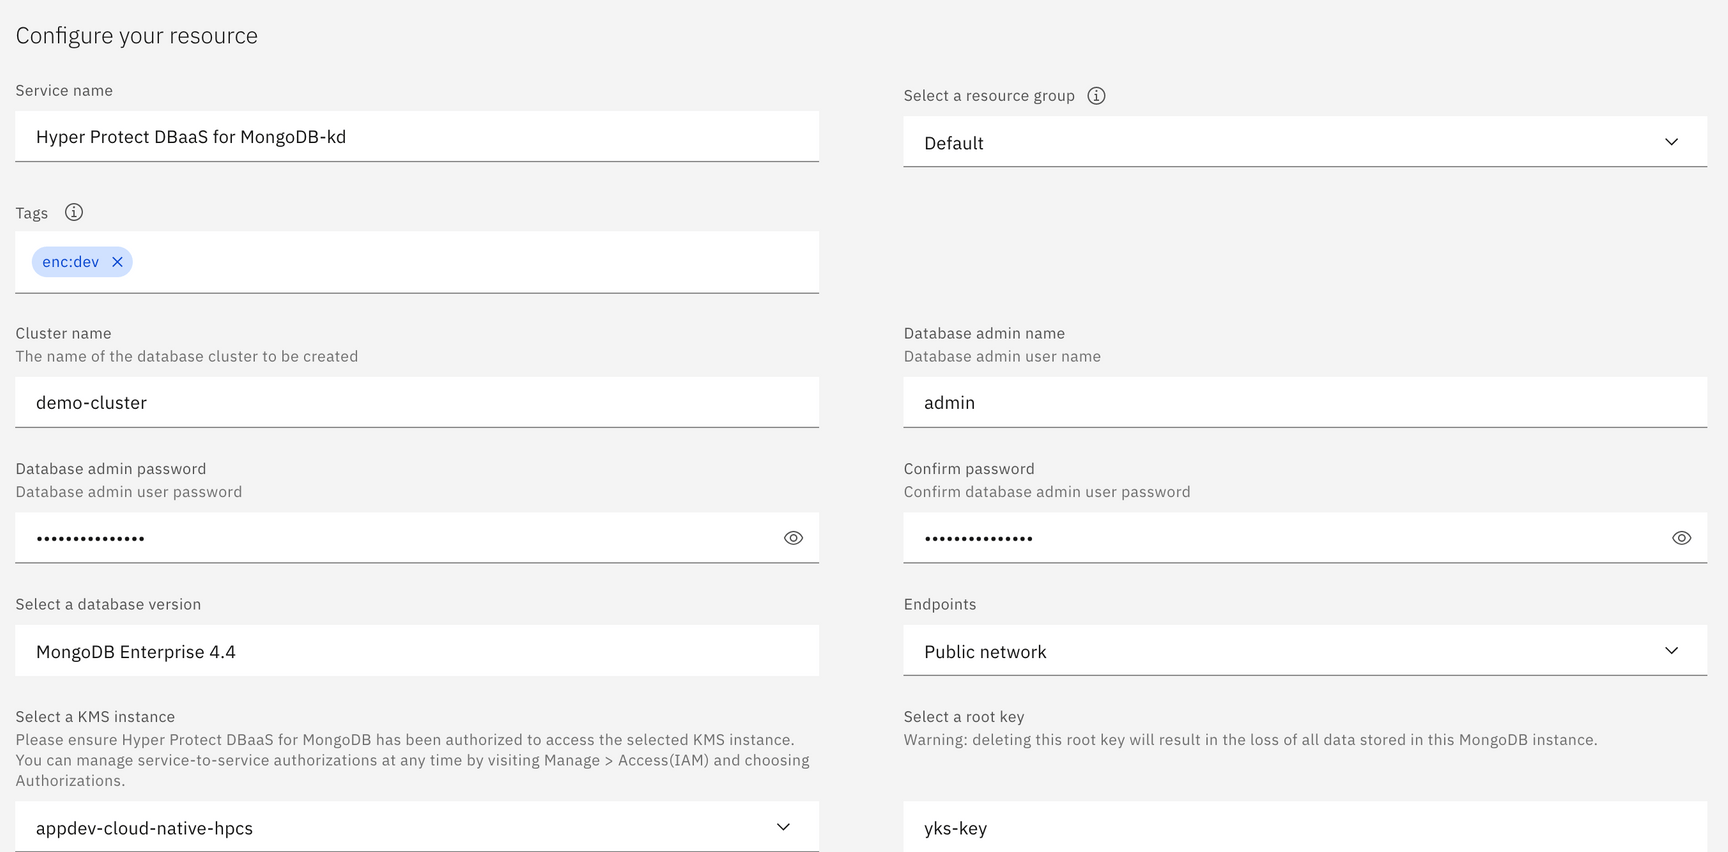 Configure your resource
Service name
Hyper Protect DBaaS for MongoDB-kd
Select a resource group
Default
Tags
enc:dev
Cluster name
The name of the database cluster to be created
demo-cluster
Database admin name
Database admin user name
admin
Database admin password
Database admin user password
•••••••••••••••
Confirm password
Confirm database admin user password
•••••••••••••••
Select a database version
MongoDB Enterprise 4.4
Endpoints
Public network
Select a KMS instance
Please ensure Hyper Protect DBaaS for MongoDB has been authorized to access the selected KMS instance.
You can manage service-to-service authorizations at any time by visiting Manage > Access(IAM) and choosing
Authorizations.
appdev-cloud-native-hpcs
Select a root key
Warning: deleting this root key will result in the loss of all data stored in this MongoDB instance.
yks-key